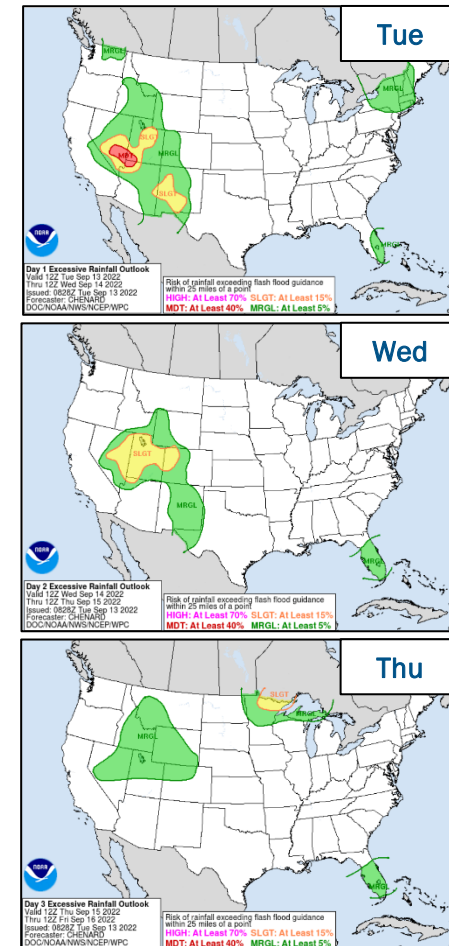 Tue
MRGL
MRGL
SLGT
MDT
MRGL
SLGT
MRGL
NOAA
Day 1 Excessive Rainfall Outlook
Valid 12Z Tue Sep 13 2022
Thru 12Z Wed Sep 14 2022
Issued: 0828Z Tue Sep 13 2022
Forecaster: CHENARD
DOC/NOAA/NWS/NCEP/WPC
Risk of rainfall exceeding flash flood guidance
within 25 miles of a point
HIGH: At Least 70% SLGT: At Least 15%
MDT: At Least 40% MRGL: At Least 5%
Wed
SLGT
MRGL
MRGL
NOAA
Day 2 Excessive Rainfall Outlook
Valid 12Z Wed Sep 14 2022
Thru 12Z Thu Sep 15 2022
Issued: 0828Z Tue Sep 13 2022
Forecaster: CHENARD
DOC/NOAA/NWS/NCEP/WPC
Risk of rainfall exceeding flash flood guidance
within 25 miles of a point
HIGH: At Least 70% SLGT: At Least 15%
MDT: At Least 40% MRGL: At Least 5%
Thu
SLGT
MRGL
MRGL
MRGL
NOAA
Day 3 Excessive Rainfall Outlook
Valid 12Z Thu Sep 15 2022
Thru 12Z Fri Sep 16 2022
Issued: 0828Z Tue Sep 13 2022
Forecaster: CHENARD
DOC/NOAA/NWS/NCEP/WPC
Risk of rainfall exceeding flash flood guidance
within 25 miles of a point
HIGH: At Least 70% SLGT: At Least 15%
MDT: At Least 40% MRGL: At Least 5%